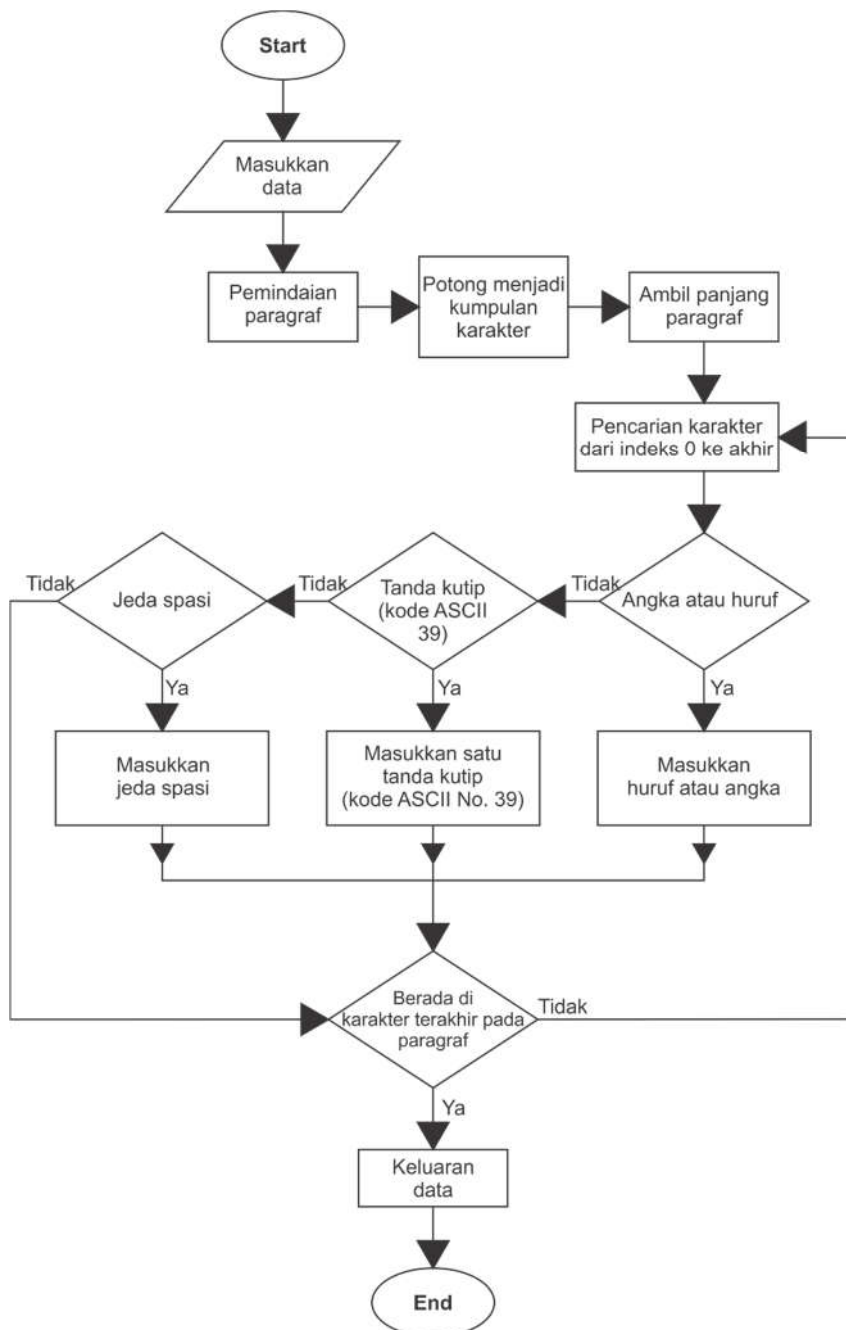 Start
Masukkan
data
Pemindaian
paragraf
Potong menjadi
kumpulan
karakter
Ambil panjang
paragraf
Pencarian karakter
dari indeks 0 ke akhir
Angka atau huruf
Tidak
Ya
Tanda kutip
(kode ASCII
39)
Tidak
Ya
Jeda spasi
Tidak
Ya
Masukkan
jeda spasi
Masukkan satu
tanda kutip
(kode ASCII No. 39)
Masukkan
huruf atau angka
Berada di
karakter terakhir pada
paragraf
Tidak
Ya
Keluaran
data
End